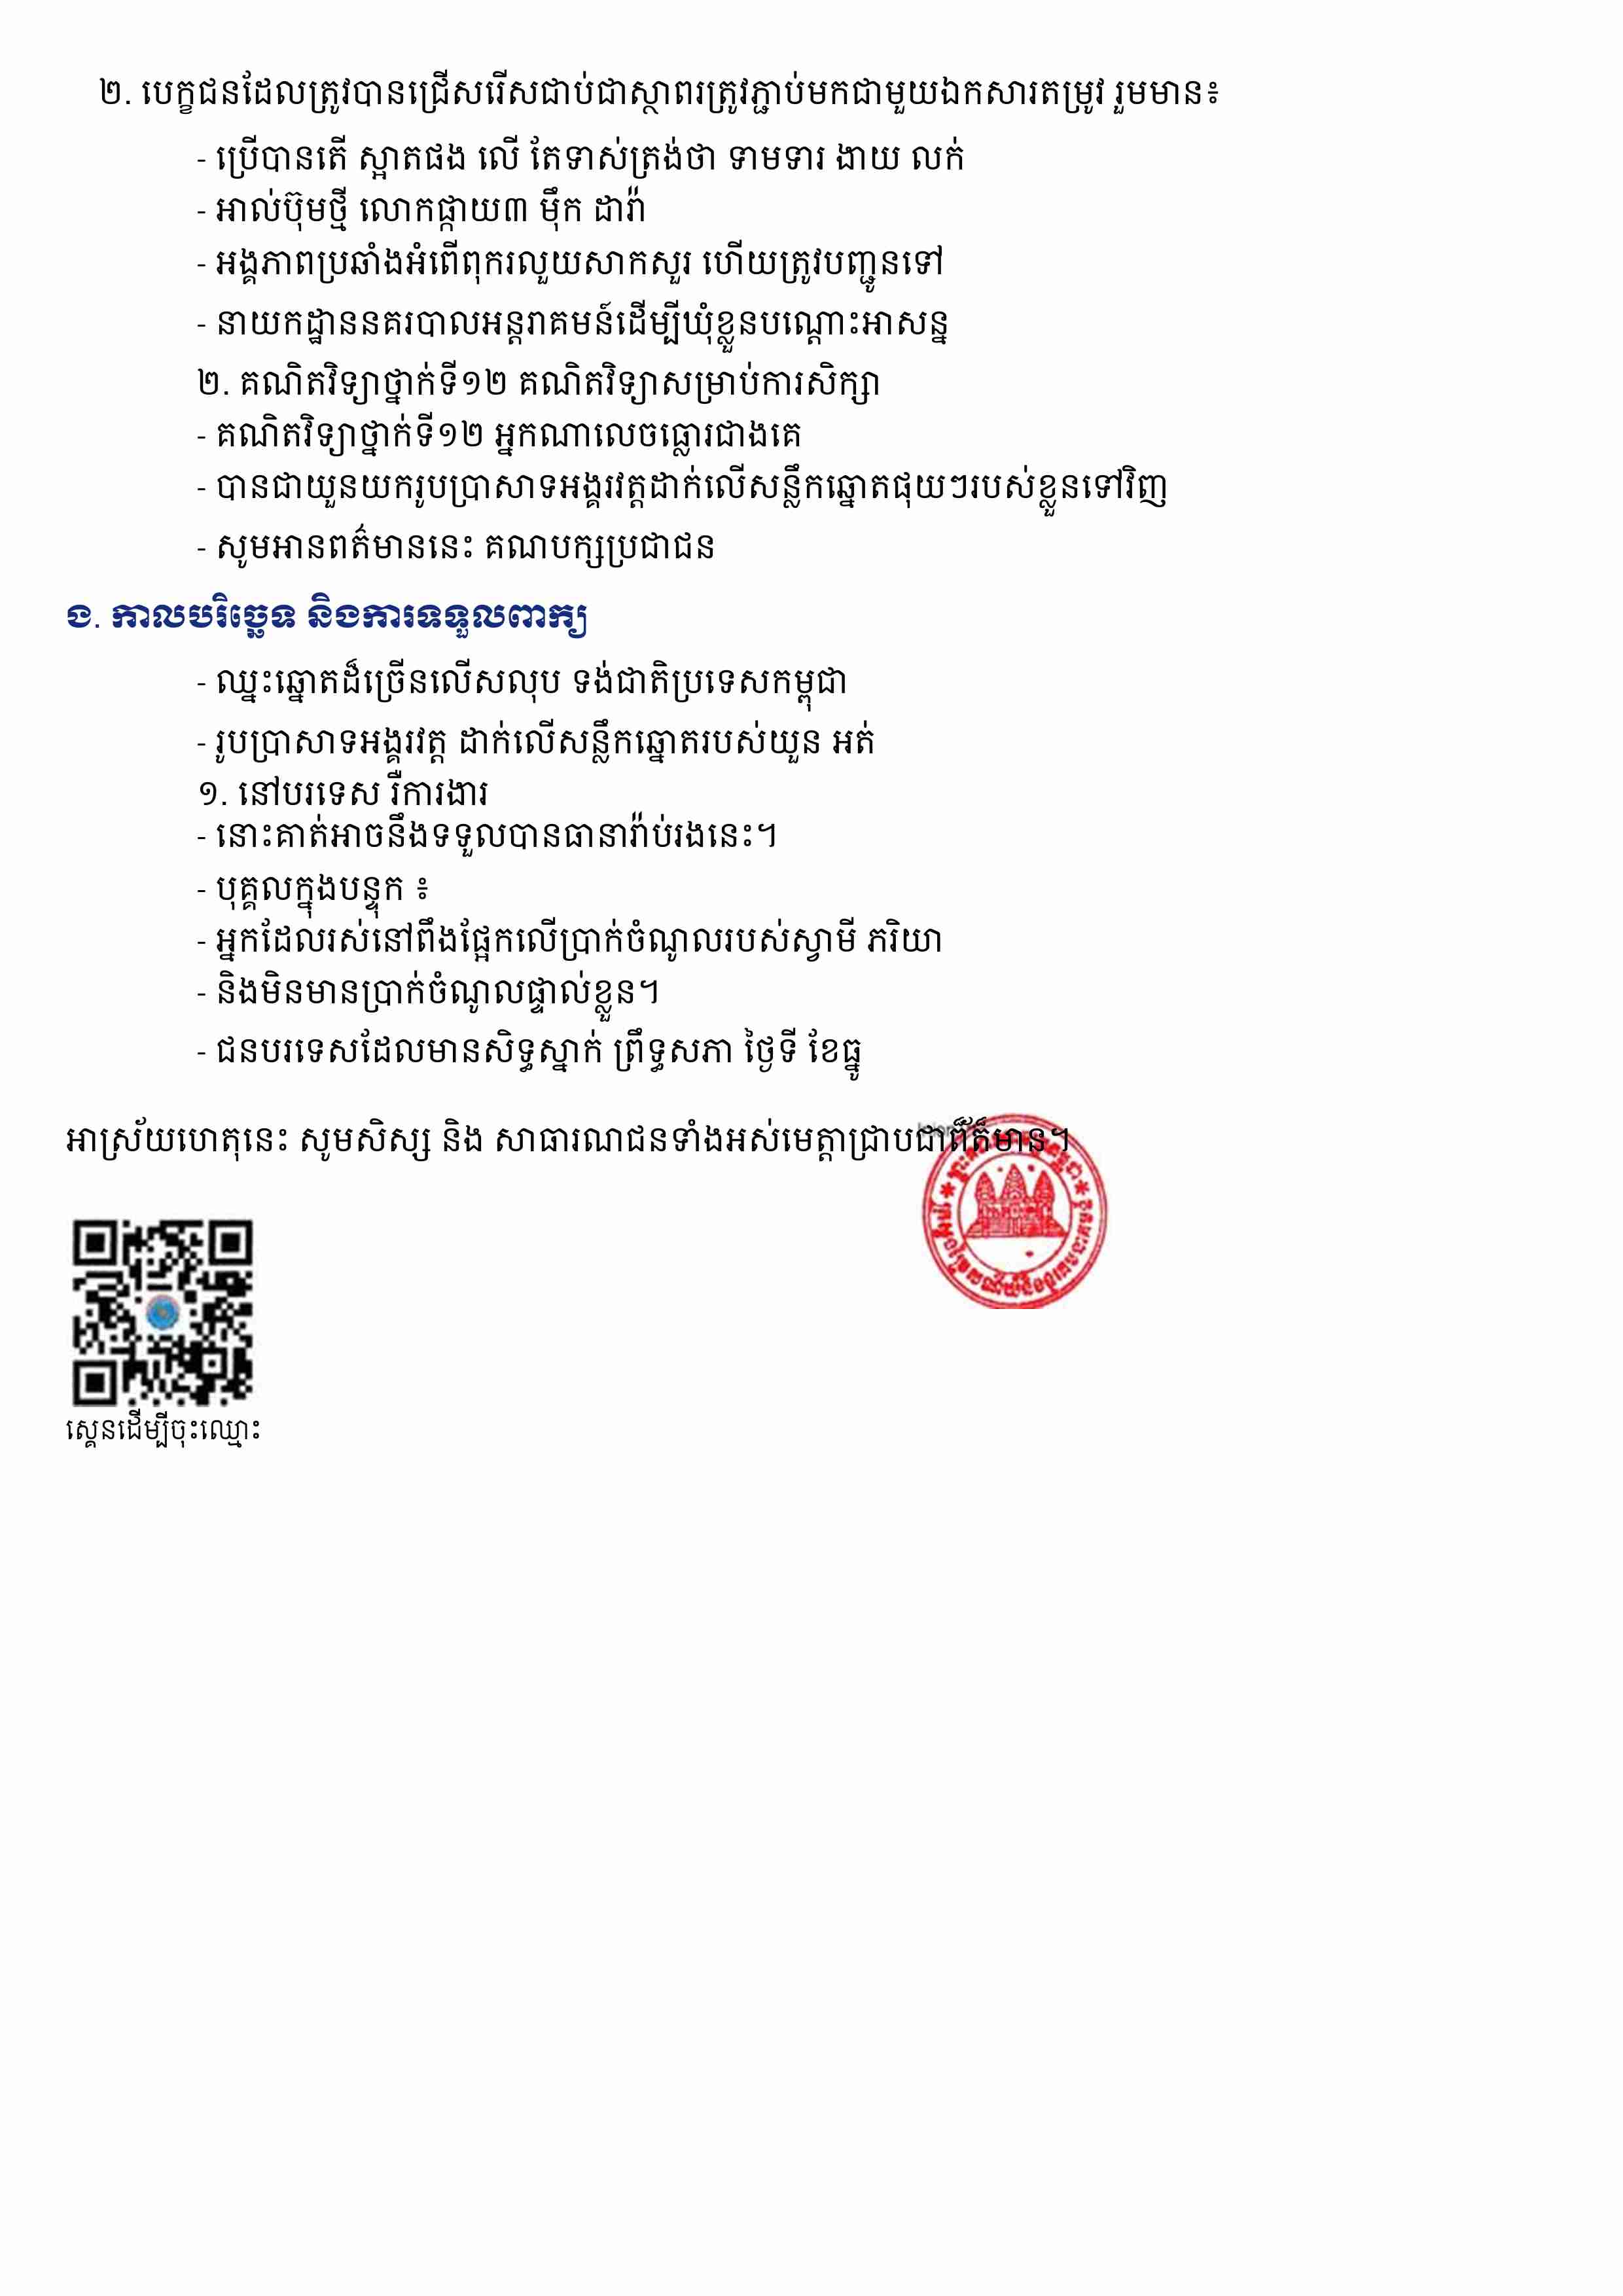 ២. បេក្ខជនដែលត្រូវបានជ្រើសរើសជាប់ជាស្ថាពរត្រូវភ្ជាប់មកជាមួយឯកសារតម្រូវ រួមមាន៖
- ប្រើបានតើ ស្អាតផង លើ តែទាស់ត្រង់ថា ទាមទារ ងាយ លក់
- អាល់ប៊ុមថ្មី លោកផ្កាយ៣ ម៉ឹក ដារ៉ា
- អង្គភាពប្រឆាំងអំពើពុករលួយសាកសួរ ហើយត្រូវបញ្ជូនទៅ
- នាយកដ្ឋាននគរបាលអន្តរាគមន៍ដើម្បីឃុំខ្លួនបណ្តោះអាសន្ន
២. គណិតវិទ្យាថ្នាក់ទី១២ គណិតវិទ្យាសម្រាប់ការសិក្សា
- គណិតវិទ្យាថ្នាក់ទី១២ អ្នកណាលេចធ្លោរជាងគេ
- បានជាយួនយករូបប្រាសាទអង្គរវត្តដាក់លើសន្លឹកឆ្នោតផុយៗរបស់ខ្លួនទៅវិញ
- សូមអានពត៌មាននេះ គណបក្សប្រជាជន
ង. កាលបរិច្ឆេទ និងការទទួលពាក្យ
- ឈ្នះឆ្នោតដ៏ច្រើនលើសលុប ទង់ជាតិប្រទេសកម្ពុជា
- រូបប្រាសាទអង្គរវត្ត ដាក់លើសន្លឹកឆ្នោតរបស់យួន អត់
១. នៅបរទេស រឺការងារ
- នោះគាត់អាចនឹងទទួលបានធានារ៉ាប់រងនេះ។
- បុគ្គលក្នុងបន្ទុក ៖
- អ្នកដែលរស់នៅពឹងផ្អែកលើប្រាក់ចំណូលរបស់ស្វាមី ភរិយា
- និងមិនមានប្រាក់ចំណូលផ្ទាល់ខ្លួន។
- ជនបរទេសដែលមានសិទ្ធស្នាក់ ព្រឹទ្ធសភា ថ្ងៃទី ខែធ្នូ
អាស្រ័យហេតុនេះ សូមសិស្ស និង សាធារណជនទាំងអស់មេត្តាជ្រាបជាព័ត៌មាន។
ស្គេនដើម្បីចុះឈ្មោះ